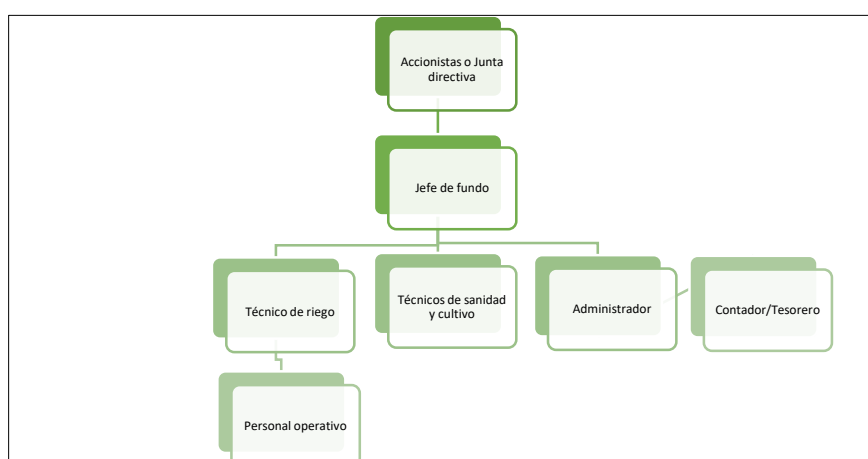 Accionistas o Junta
directiva
Jefe de fundo
Técnico de riego
Técnicos de sanidad
y cultivo
Administrador
Contador/Tesorero
Personal operativo